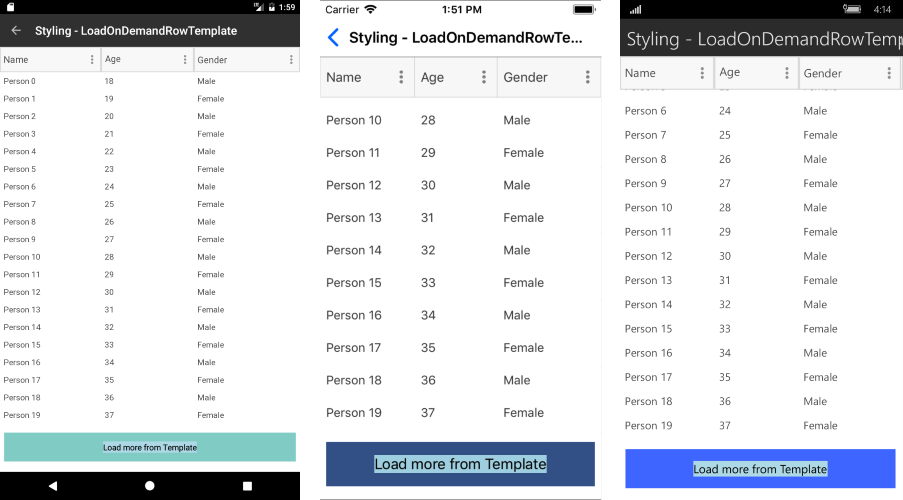 1:59
Styling - LoadOnDemandRowTemplate
Name Age Gender
Person 0 18 Male
Person 1 19 Female
Person 2 20 Male
Person 3 21 Female
Person 4 22 Male
Person 5 23 Female
Person 6 24 Male
Person 7 25 Female
Person 8 26 Male
Person 9 27 Female
Person 10 28 Male
Person 11 29 Female
Person 12 30 Male
Person 13 31 Female
Person 14 32 Male
Person 15 33 Female
Person 16 34 Male
Person 17 35 Female
Person 18 36 Male
Person 19 37 Female
Load more from Template
Carrier 1:51 PM
Styling - LoadOnDemandRowTe...
Name Age Gender
Person 10 28 Male
Person 11 29 Female
Person 12 30 Male
Person 13 31 Female
Person 14 32 Male
Person 15 33 Female
Person 16 34 Male
Person 17 35 Female
Person 18 36 Male
Person 19 37 Female
Load more from Template
4:14
Styling - LoadOnDemandRowTemp
Name Age Gender
Person 6 24 Male
Person 7 25 Female
Person 8 26 Male
Person 9 27 Female
Person 10 28 Male
Person 11 29 Female
Person 12 30 Male
Person 13 31 Female
Person 14 32 Male
Person 15 33 Female
Person 16 34 Male
Person 17 35 Female
Person 18 36 Male
Person 19 37 Female
Load more from Template